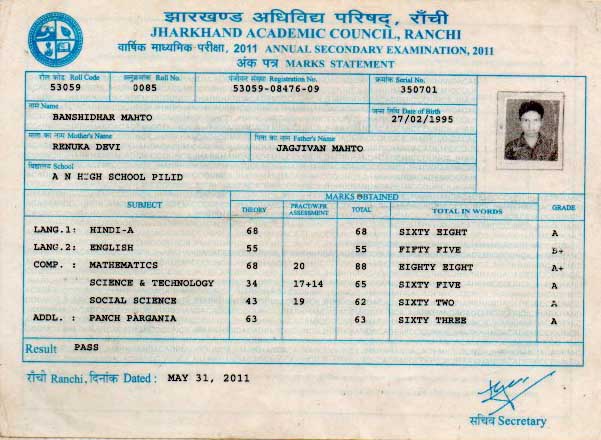 झारखण्ड अधिविद्य परिषद्, राँची
JHARKHAND ACADEMIC COUNCIL, RANCHI
वार्षिक माध्यमिक परीक्षा, 2011 ANNUAL SECONDARY EXAMINATION, 2011
अंक पत्र MARKS STATEMENT
रौल कोड Roll Code अनुक्रमांक Roll No. पंजीयन संख्या Registration No. क्रमांक Serial No.
53059 0085 53059-08476-09 350701
नाम Name जन्म तिथि Date of Birth
BANSHIDHAR MAHTO 27/02/1995
माता का नाम Mother's Name पिता का नाम Father's Name
RENUKA DEVI JAGJIVAN MAHTO
विद्यालय School
A N HIGH SCHOOL PILID
SUBJECT MARKS OBTAINED GRADE
THEORY PRACT/W.PR. ASSESSMENT TOTAL TOTAL IN WORDS
LANG.1: HINDI-A 68 68 SIXTY EIGHT A
LANG.2: ENGLISH 55 55 FIFTY FIVE B+
COMP. : MATHEMATICS 68 20 88 EIGHTY EIGHT A+
SCIENCE & TECHNOLOGY 34 17+14 65 SIXTY FIVE A
SOCIAL SCIENCE 43 19 62 SIXTY TWO A
ADDL. : PANCH PARGANIA 63 63 SIXTY THREE A
Result PASS
राँची Ranchi, दिनांक Dated : MAY 31, 2011
सचिव Secretary